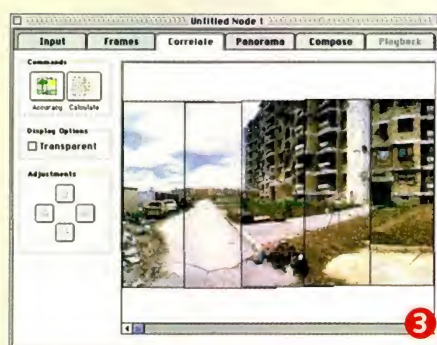 Untitled Node 1
Input Frames Correlate Panorama Compose Playback
Commands
Accuracy Calculate
Display Options
Transparent
Adjustments
3